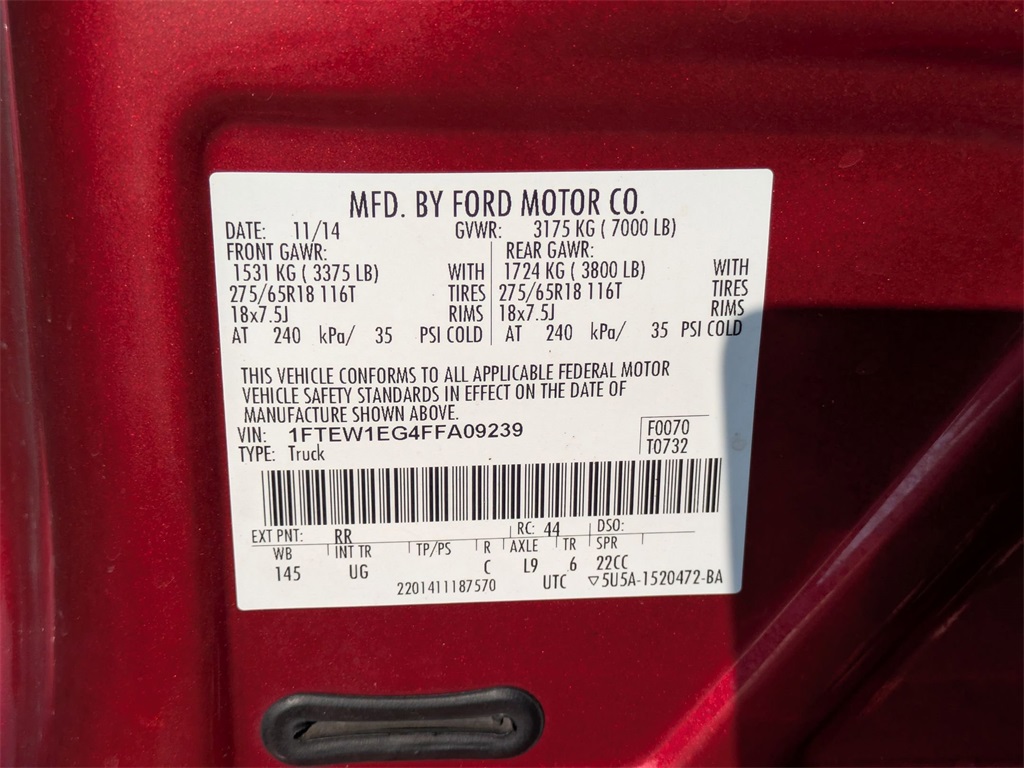 MFD. BY FORD MOTOR CO.
DATE: 11/14 GVWR: 3175 KG ( 7000 LB)
FRONT GAWR: REAR GAWR:
1531 KG ( 3375 LB) WITH 1724 KG ( 3800 LB) WITH
275/65R18 116T TIRES 275/65R18 116T TIRES
18x7.5J RIMS 18x7.5J RIMS
AT 240 kPa/ 35 PSI COLD AT 240 kPa/ 35 PSI COLD
THIS VEHICLE CONFORMS TO ALL APPLICABLE FEDERAL MOTOR
VEHICLE SAFETY STANDARDS IN EFFECT ON THE DATE OF
MANUFACTURE SHOWN ABOVE.
VIN: 1FTEW1EG4FFA09239 F0070
TYPE: Truck T0732
EXT PNT: RR RC: 44 DSO:
WB INT TR TP/PS R AXLE TR SPR
145 UG C L9 6 22CC
2201411187570 UTC ▽5U5A-1520472-BA